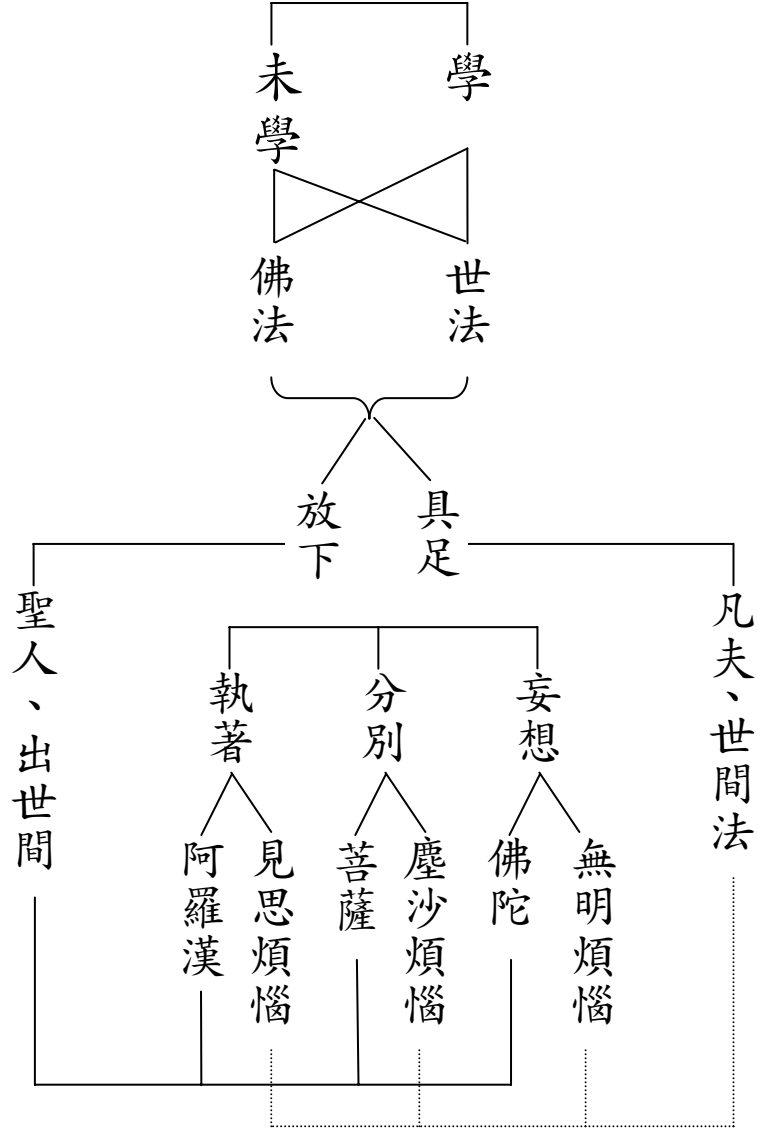 學
未學
世法
佛法
具足
放下
凡夫、世間法
聖人、出世間
妄想
分別
執著
無明煩惱
佛陀
塵沙煩惱
菩薩
見思煩惱
阿羅漢